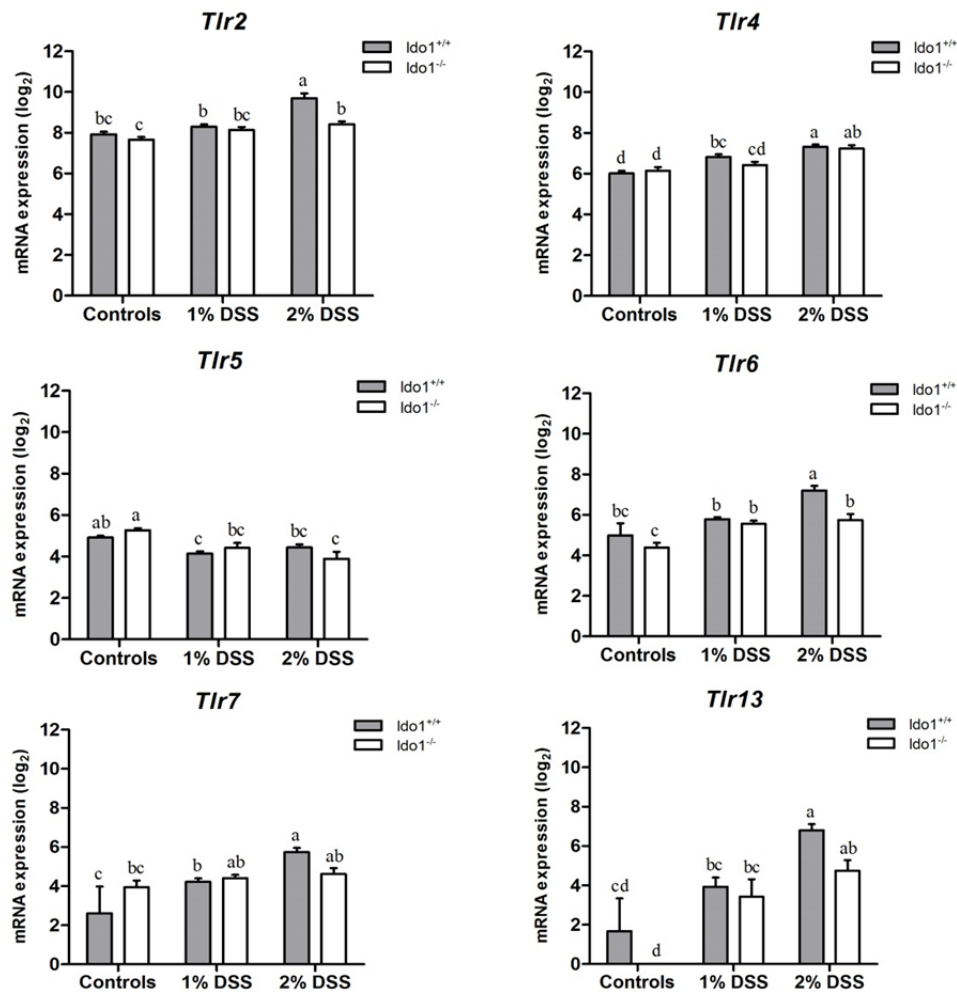 Tlr2
mRNA expression (log₂)
12
10
8
6
4
2
0
bc
c
b
bc
a
b
Controls
1% DSS
2% DSS
Ido1⁺/⁺
Ido1⁻/⁻
Tlr4
mRNA expression (log₂)
12
10
8
6
4
2
0
d
d
bc
cd
a
ab
Controls
1% DSS
2% DSS
Ido1⁺/⁺
Ido1⁻/⁻
Tlr5
mRNA expression (log₂)
12
10
8
6
4
2
0
ab
a
c
bc
bc
c
Controls
1% DSS
2% DSS
Ido1⁺/⁺
Ido1⁻/⁻
Tlr6
mRNA expression (log₂)
12
10
8
6
4
2
0
bc
c
b
b
a
b
Controls
1% DSS
2% DSS
Ido1⁺/⁺
Ido1⁻/⁻
Tlr7
mRNA expression (log₂)
12
10
8
6
4
2
0
c
bc
b
ab
a
ab
Controls
1% DSS
2% DSS
Ido1⁺/⁺
Ido1⁻/⁻
Tlr13
mRNA expression (log₂)
12
10
8
6
4
2
0
cd
d
bc
bc
a
ab
Controls
1% DSS
2% DSS
Ido1⁺/⁺
Ido1⁻/⁻